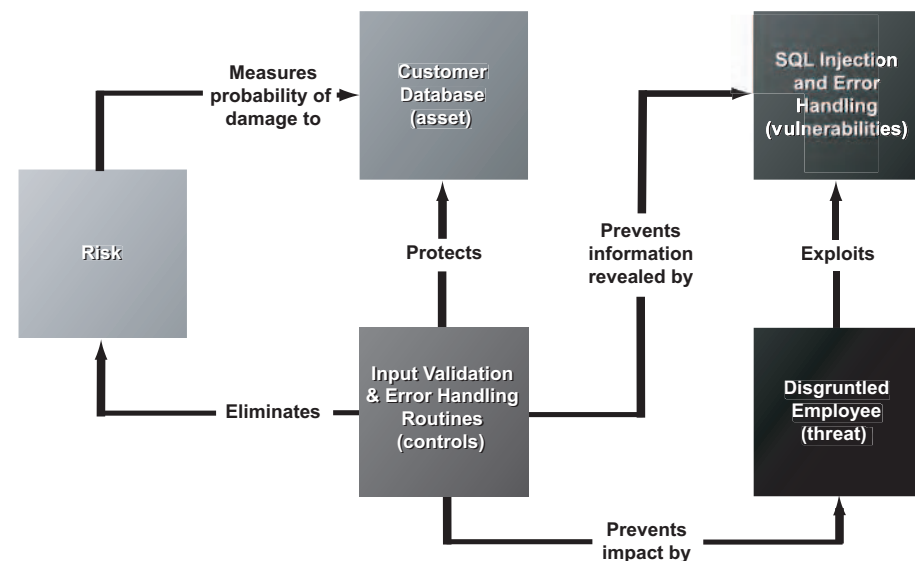 Measures
probability of
damage to
Customer
Database
(asset)
SQL Injection
and Error
Handling
(vulnerabilities)
Risk
Protects
Prevents
information
revealed by
Exploits
Eliminates
Input Validation
& Error Handling
Routines
(controls)
Disgruntled
Employee
(threat)
Prevents
impact by